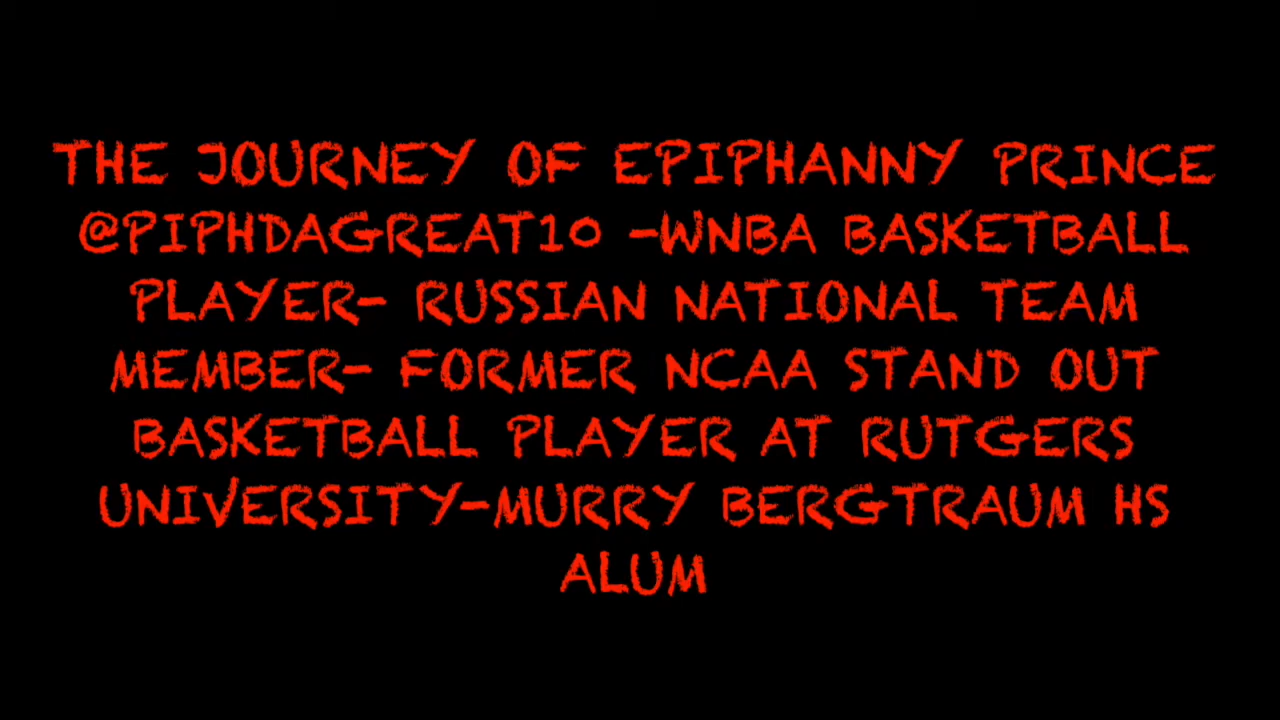 THE JOURNEY OF EPIPHANNY PRINCE
@PIPHDAGREAT10 -WNBA BASKETBALL
PLAYER- RUSSIAN NATIONAL TEAM
MEMBER- FORMER NCAA STAND OUT
BASKETBALL PLAYER AT RUTGERS
UNIVERSITY-MURRY BERGTRAUM HS
ALUM